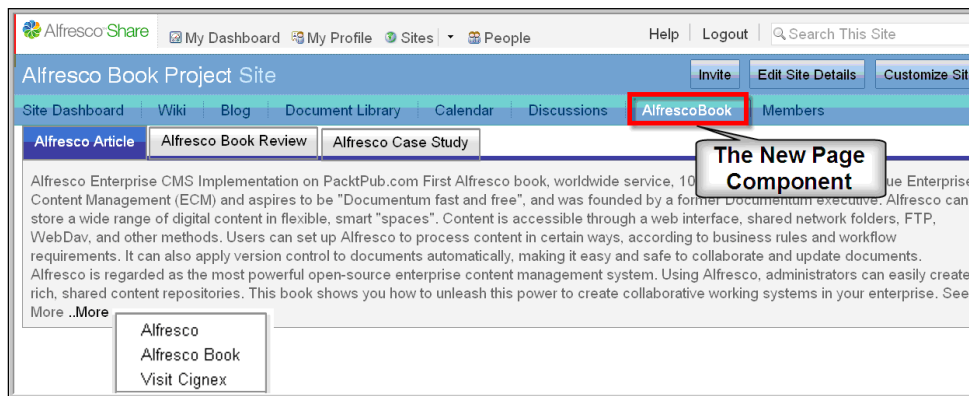 Alfresco Share My Dashboard My Profile Sites People Help Logout Search This Site
Alfresco Book Project Site Invite Edit Site Details Customize Sit
Site Dashboard Wiki Blog Document Library Calendar Discussions AlfrescoBook Members
Alfresco Article Alfresco Book Review Alfresco Case Study
The New Page
Component
Alfresco Enterprise CMS Implementation on PacktPub.com First Alfresco book, worldwide service, 10 ue Enterprise
Content Management (ECM) and aspires to be "Documentum fast and free", and was founded by a former Documentum executive. Alfresco can
store a wide range of digital content in flexible, smart "spaces". Content is accessible through a web interface, shared network folders, FTP,
WebDav, and other methods. Users can set up Alfresco to process content in certain ways, according to business rules and workflow
requirements. It can also apply version control to documents automatically, making it easy and safe to collaborate and update documents.
Alfresco is regarded as the most powerful open-source enterprise content management system. Using Alfresco, administrators can easily create
rich, shared content repositories. This book shows you how to unleash this power to create collaborative working systems in your enterprise. See
More ..More
Alfresco
Alfresco Book
Visit Cignex